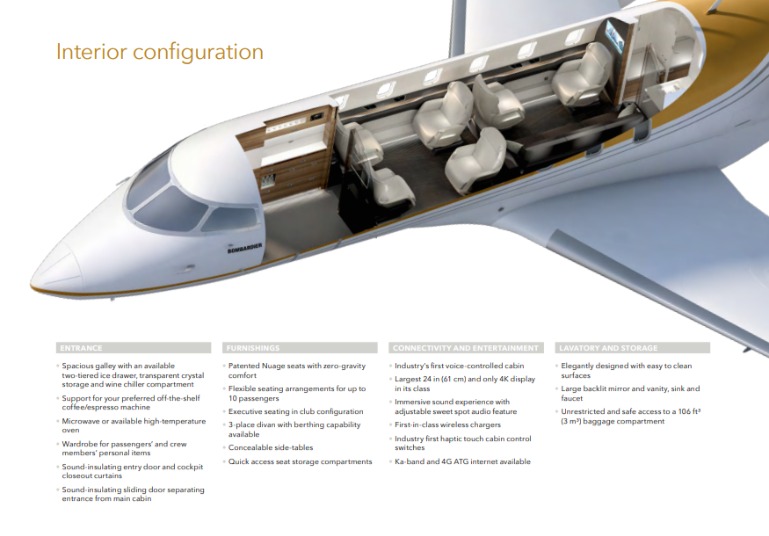 Interior configuration
BOMBARDIER
ENTRANCE
• Spacious galley with an available
two-tiered ice drawer, transparent crystal
storage and wine chiller compartment
• Support for your preferred off-the-shelf
coffee/espresso machine
• Microwave or available high-temperature
oven
• Wardrobe for passengers' and crew
members' personal items
• Sound-insulating entry door and cockpit
closeout curtains
• Sound-insulating sliding door separating
entrance from main cabin
FURNISHINGS
• Patented Nuage seats with zero-gravity
comfort
• Flexible seating arrangements for up to
10 passengers
• Executive seating in club configuration
• 3-place divan with berthing capability
available
• Concealable side-tables
• Quick access seat storage compartments
CONNECTIVITY AND ENTERTAINMENT
• Industry's first voice-controlled cabin
• Largest 24 in (61 cm) and only 4K display
in its class
• Immersive sound experience with
adjustable sweet spot audio feature
• First-in-class wireless chargers
• Industry first haptic touch cabin control
switches
• Ka-band and 4G ATG internet available
LAVATORY AND STORAGE
• Elegantly designed with easy to clean
surfaces
• Large backlit mirror and vanity, sink and
faucet
• Unrestricted and safe access to a 106 ft³
(3 m³) baggage compartment